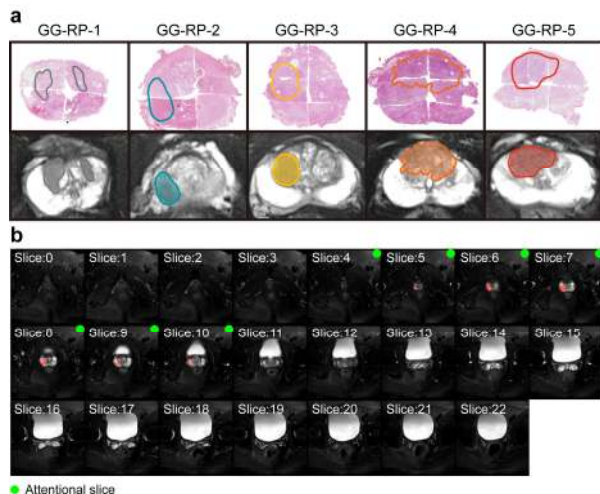 a
GG-RP-1 GG-RP-2 GG-RP-3 GG-RP-4 GG-RP-5
b
Slice:0 Slice:1 Slice:2 Slice:3 Slice:4 Slice:5 Slice:6 Slice:7
Slice:8 Slice:9 Slice:10 Slice:11 Slice:12 Slice:13 Slice:14 Slice:15
Slice:16 Slice:17 Slice:18 Slice:19 Slice:20 Slice:21 Slice:22
Attentional slice